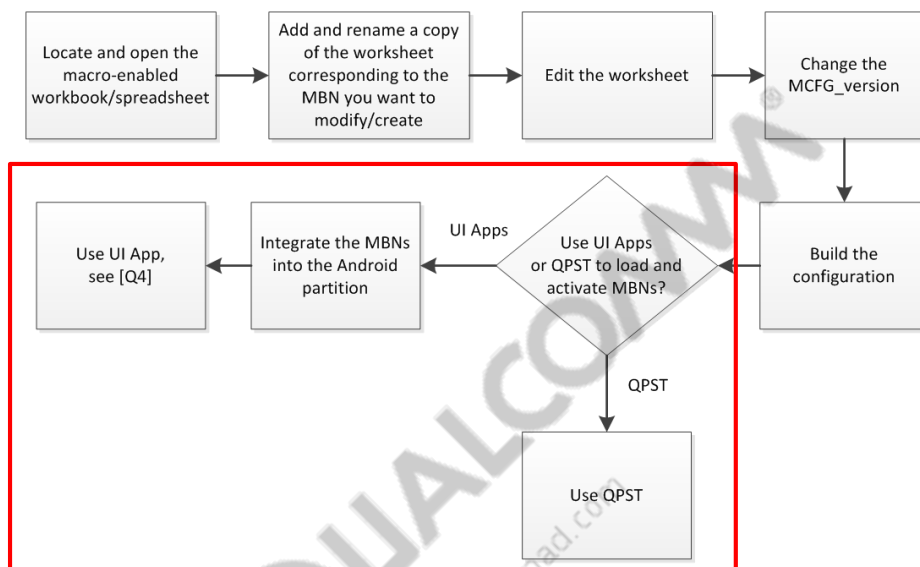 Locate and open the
macro-enabled
workbook/spreadsheet
Add and rename a copy
of the worksheet
corresponding to the
MBN you want to
modify/create
Edit the worksheet
Change the
MCFG_version
Use UI App,
see [Q4]
Integrate the MBNs
into the Android
partition
UI Apps
Use UI Apps
or QPST to load and
activate MBNs?
Build the
configuration
QPST
Use QPST
QUALCOMM®